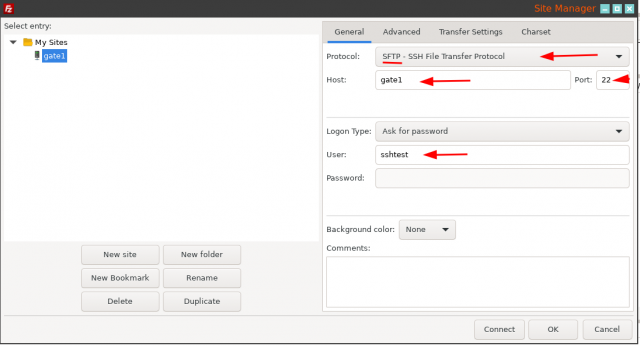 Fz
Site Manager
Select entry:
My Sites
gate1
New site
New folder
New Bookmark
Rename
Delete
Duplicate
General
Advanced
Transfer Settings
Charset
Protocol:
SFTP - SSH File Transfer Protocol
Host:
gate1
Port:
22
Logon Type:
Ask for password
User:
sshtest
Password:
Background color:
None
Comments:
Connect
OK
Cancel